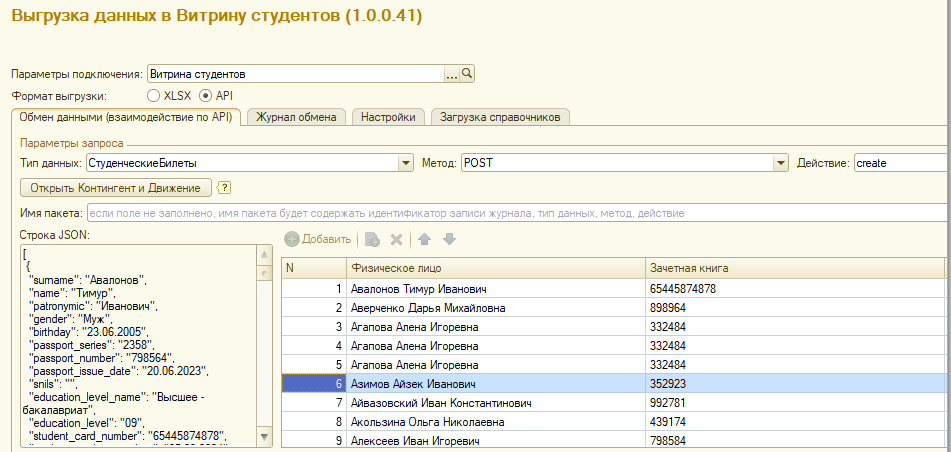 Выгрузка данных в Витрину студентов (1.0.0.41)
Параметры подключения: Витрина студентов ...
Формат выгрузки: XLSX API
Обмен данными (взаимодействие по API) Журнал обмена Настройки Загрузка справочников
Параметры запроса
Тип данных: СтуденческиеБилеты Метод: POST Действие: create
Открыть Контингент и Движение ?
Имя пакета: если поле не заполнено, имя пакета будет содержать идентификатор записи журнала, тип данных, метод, действие
Строка JSON:
[
{
"surname": "Авалонов",
"name": "Тимур",
"patronymic": "Иванович",
"gender": "Муж",
"birthday": "23.06.2005",
"passport_series": "2358",
"passport_number": "798564",
"passport_issue_date": "20.06.2023",
"snils": "",
"education_level_name": "Высшее -
бакалавриат",
"education_level": "09",
"student_card_number": "65445874878",
Добавить
N Физическое лицо Зачетная книга
1 Авалонов Тимур Иванович 65445874878
2 Аверченко Дарья Михайловна 898964
3 Агапова Алена Игоревна 332484
4 Агапова Алена Игоревна 332484
5 Агапова Алена Игоревна 332484
6 Азимов Айзек Иванович 352923
7 Айвазовский Иван Константинович 992781
8 Акользина Ольга Николаевна 439174
9 Алексеев Иван Игоревич 798584